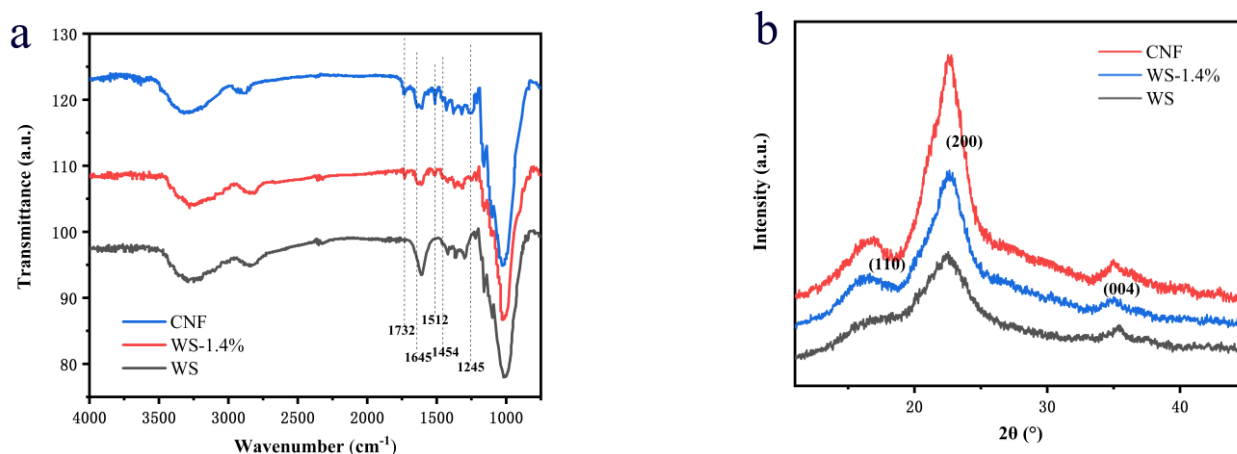 a
130
120
110
100
90
80
Transmittance (a.u.)
CNF
WS-1.4%
WS
1732
1645
1512
1454
1245
4000 3500 3000 2500 2000 1500 1000
Wavenumber (cm⁻¹)
b
Intensity (a.u.)
CNF
WS-1.4%
WS
(200)
(110)
(004)
20 30 40
2θ (°)